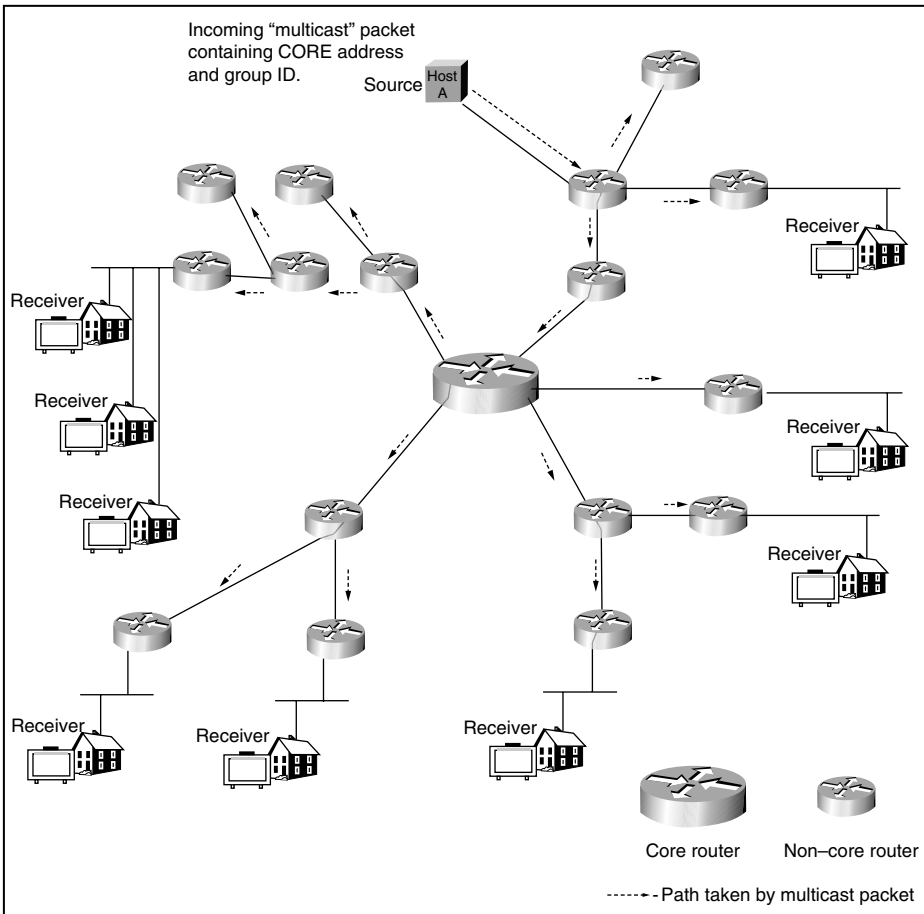 Incoming “multicast” packet
containing CORE address
and group ID.
Source
Host
A
Receiver
Receiver
Receiver
Receiver
Receiver
Receiver
Receiver
Receiver
Receiver
Core router
Non–core router
Path taken by multicast packet